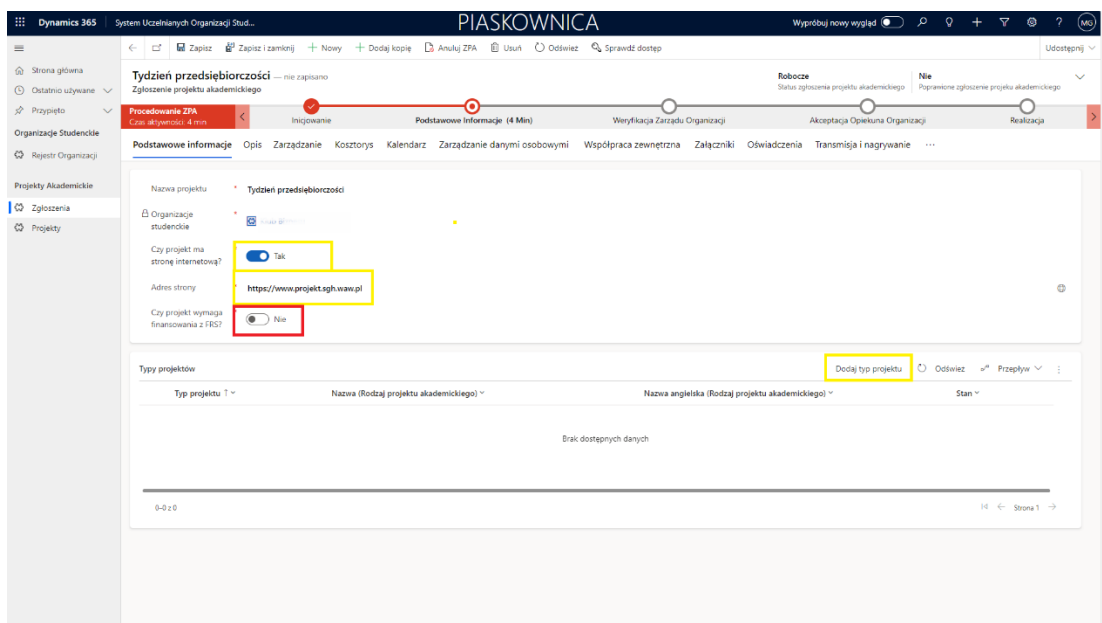 Dynamics 365 System Uczelnianych Organizacji Stud... PIASKOWNICA Wypróbuj nowy wygląd MG
Zapisz Zapisz i zamknij Nowy Dodaj kopię Anuluj ZPA Usuń Odśwież Sprawdź dostęp Udostępnij
Strona główna
Ostatnio używane
Przypięto
Organizacje Studenckie
Rejestr Organizacji
Projekty Akademickie
Zgłoszenia
Projekty
Tydzień przedsiębiorczości — nie zapisano
Zgłoszenie projektu akademickiego
Robocze
Status zgłoszenia projektu akademickiego
Nie
Poprawione zgłoszenie projeku akademickiego
Procedowanie ZPA
Czas aktywności: 4 min
Inicjowanie Podstawowe Informacje (4 Min) Weryfikacja Zarządu Organizacji Akceptacja Opiekuna Organizacji Realizacja
Podstawowe informacje Opis Zarządzanie Kosztorys Kalendarz Zarządzanie danymi osobowymi Współpraca zewnętrzna Załączniki Oświadczenia Transmisja i nagrywanie ...
Nazwa projektu * Tydzień przedsiębiorczości
Organizacje *
studenckie
Czy projekt ma
stronę internetową? * Tak
Adres strony * https://www.projekt.sgh.waw.pl
Czy projekt wymaga
finansowania z FRS? * Nie
Typy projektów Dodaj typ projektu Odśwież Przepływ
Typ projektu ↑ Nazwa (Rodzaj projektu akademickiego) Nazwa angielska (Rodzaj projektu akademickiego) Stan
Brak dostępnych danych
0–0 z 0 Strona 1